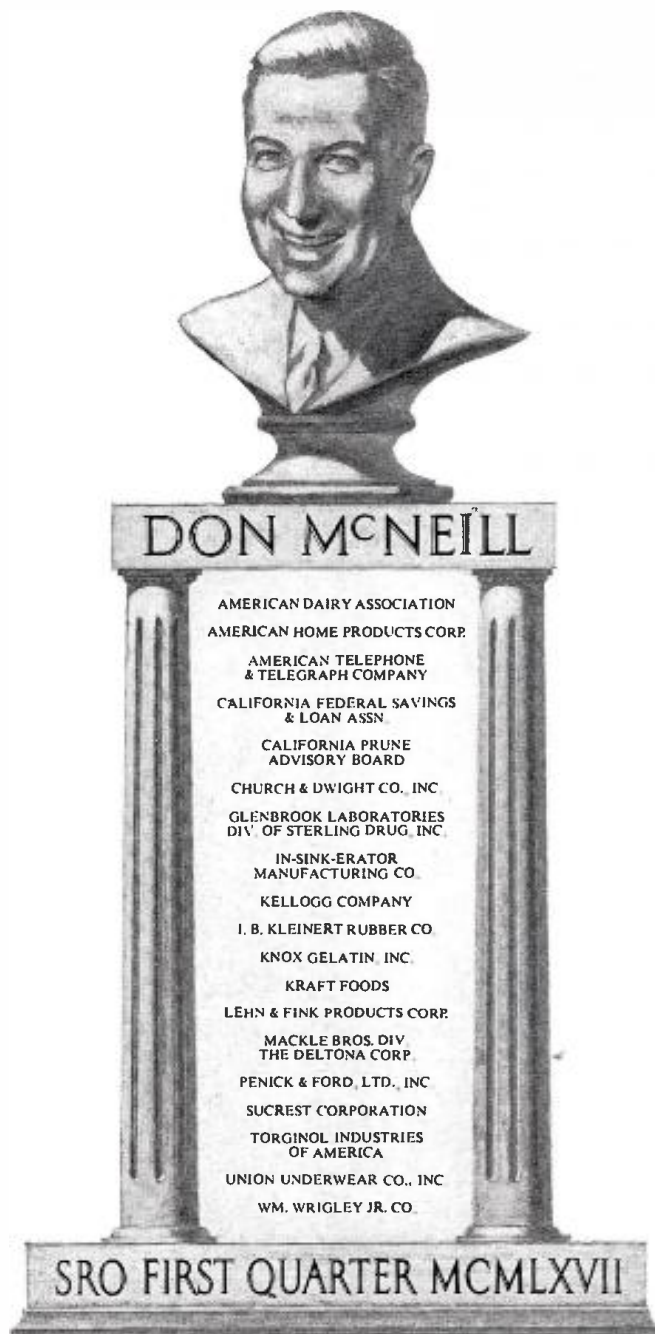 DON McNEILL
AMERICAN DAIRY ASSOCIATION
AMERICAN HOME PRODUCTS CORP.
AMERICAN TELEPHONE
& TELEGRAPH COMPANY
CALIFORNIA FEDERAL SAVINGS
& LOAN ASSN.
CALIFORNIA PRUNE
ADVISORY BOARD
CHURCH & DWIGHT CO., INC.
GLENBROOK LABORATORIES
DIV. OF STERLING DRUG, INC.
IN-SINK-ERATOR
MANUFACTURING CO.
KELLOGG COMPANY
I. B. KLEINERT RUBBER CO.
KNOX GELATIN, INC.
KRAFT FOODS
LEHN & FINK PRODUCTS CORP.
MACKLE BROS. DIV.
THE DELTONA CORP.
PENICK & FORD, LTD., INC.
SUCREST CORPORATION
TORGINOL INDUSTRIES
OF AMERICA
UNION UNDERWEAR CO., INC.
WM. WRIGLEY JR. CO.
SRO FIRST QUARTER MCMLXVII